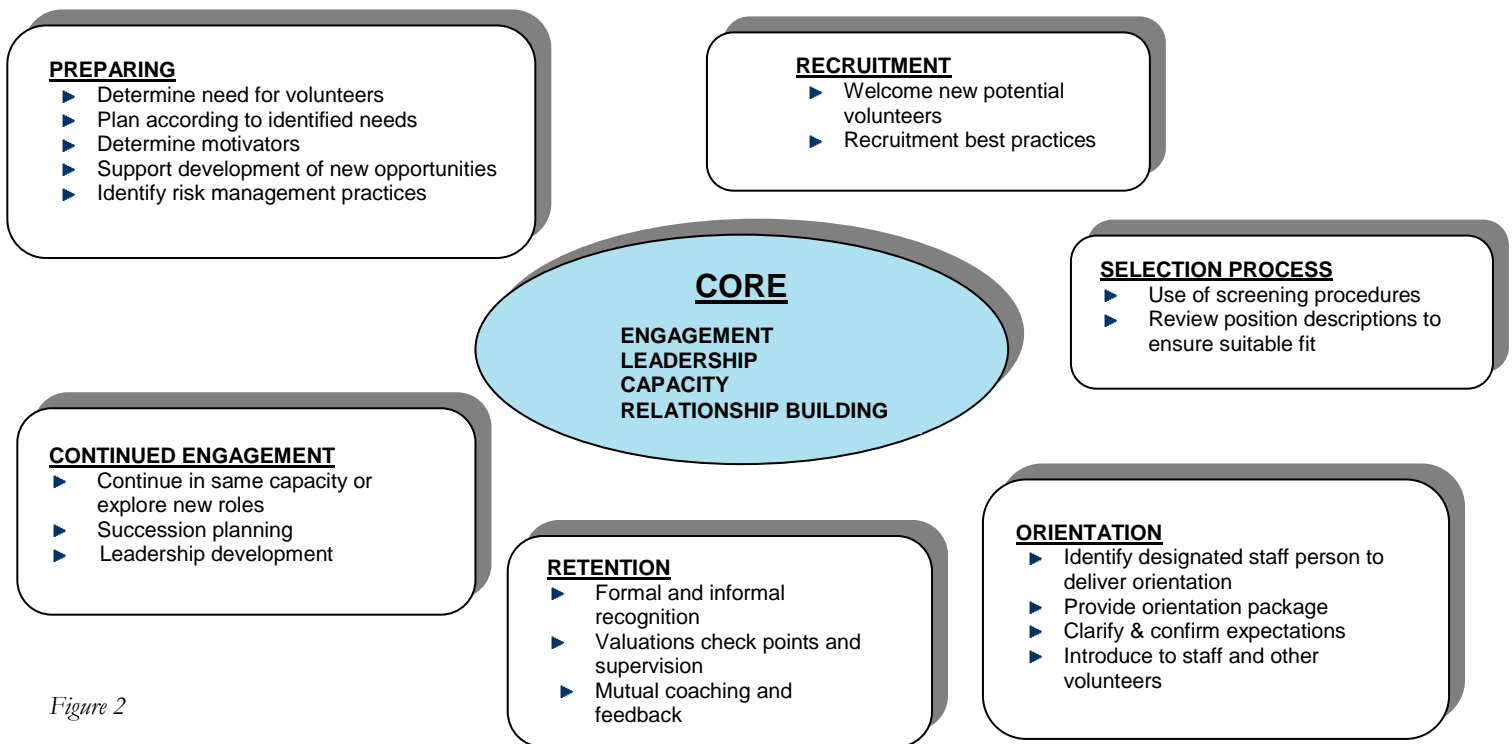 PREPARING
Determine need for volunteers
Plan according to identified needs
Determine motivators
Support development of new opportunities
Identify risk management practices
RECRUITMENT
Welcome new potential
volunteers
Recruitment best practices
SELECTION PROCESS
Use of screening procedures
Review position descriptions to
ensure suitable fit
CORE
ENGAGEMENT
LEADERSHIP
CAPACITY
RELATIONSHIP BUILDING
CONTINUED ENGAGEMENT
Continue in same capacity or
explore new roles
Succession planning
Leadership development
RETENTION
Formal and informal
recognition
Valuations check points and
supervision
Mutual coaching and
feedback
ORIENTATION
Identify designated staff person to
deliver orientation
Provide orientation package
Clarify & confirm expectations
Introduce to staff and other
volunteers
Figure 2